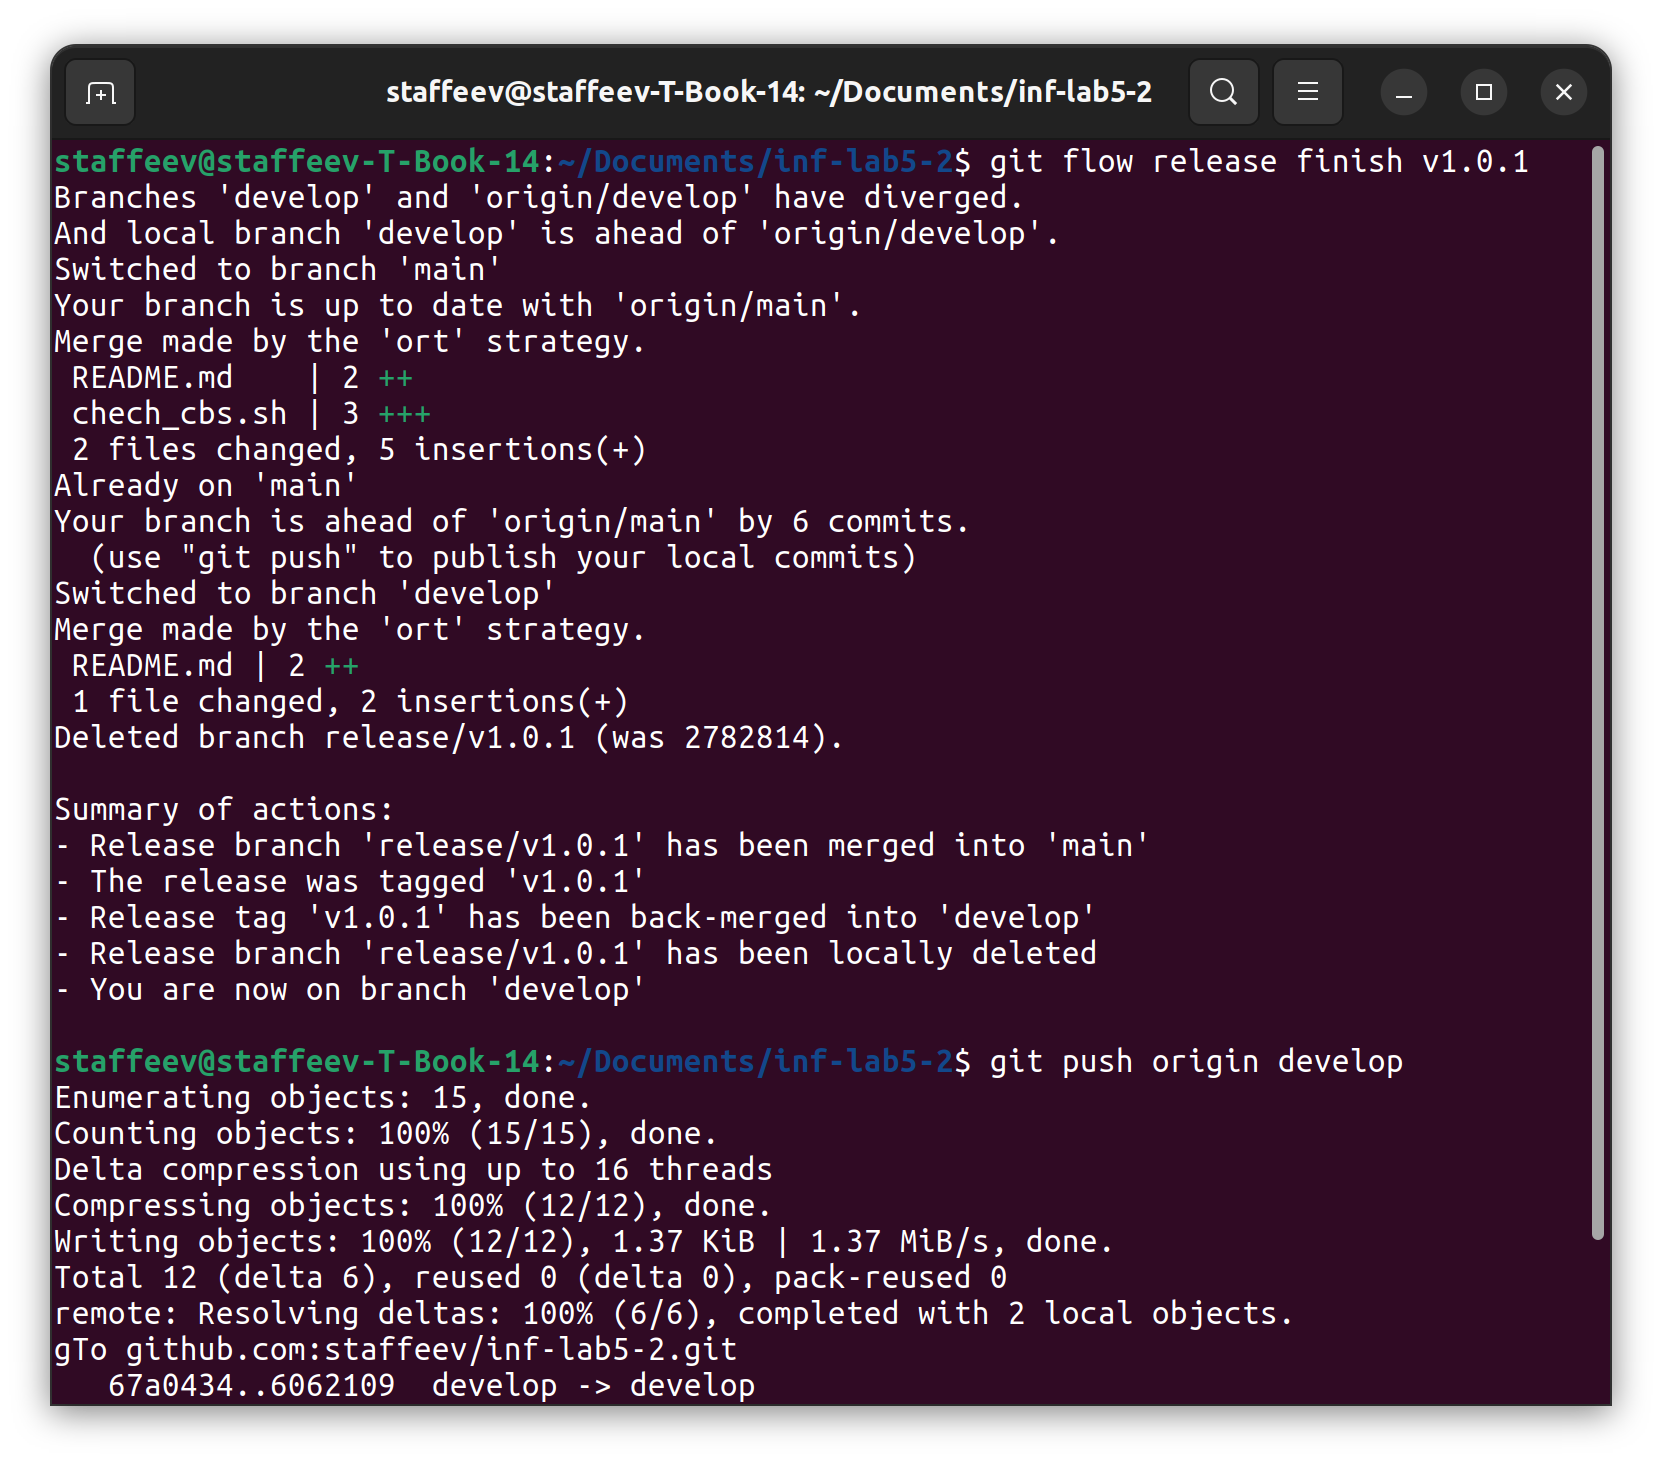 staffeev@staffeev-T-Book-14: ~/Documents/inf-lab5-2
staffeev@staffeev-T-Book-14:~/Documents/inf-lab5-2$ git flow release finish v1.0.1
Branches 'develop' and 'origin/develop' have diverged.
And local branch 'develop' is ahead of 'origin/develop'.
Switched to branch 'main'
Your branch is up to date with 'origin/main'.
Merge made by the 'ort' strategy.
 README.md    | 2 ++
 chech_cbs.sh | 3 +++
 2 files changed, 5 insertions(+)
Already on 'main'
Your branch is ahead of 'origin/main' by 6 commits.
  (use "git push" to publish your local commits)
Switched to branch 'develop'
Merge made by the 'ort' strategy.
 README.md | 2 ++
 1 file changed, 2 insertions(+)
Deleted branch release/v1.0.1 (was 2782814).

Summary of actions:
- Release branch 'release/v1.0.1' has been merged into 'main'
- The release was tagged 'v1.0.1'
- Release tag 'v1.0.1' has been back-merged into 'develop'
- Release branch 'release/v1.0.1' has been locally deleted
- You are now on branch 'develop'

staffeev@staffeev-T-Book-14:~/Documents/inf-lab5-2$ git push origin develop
Enumerating objects: 15, done.
Counting objects: 100% (15/15), done.
Delta compression using up to 16 threads
Compressing objects: 100% (12/12), done.
Writing objects: 100% (12/12), 1.37 KiB | 1.37 MiB/s, done.
Total 12 (delta 6), reused 0 (delta 0), pack-reused 0
remote: Resolving deltas: 100% (6/6), completed with 2 local objects.
gTo github.com:staffeev/inf-lab5-2.git
   67a0434..6062109  develop -> develop